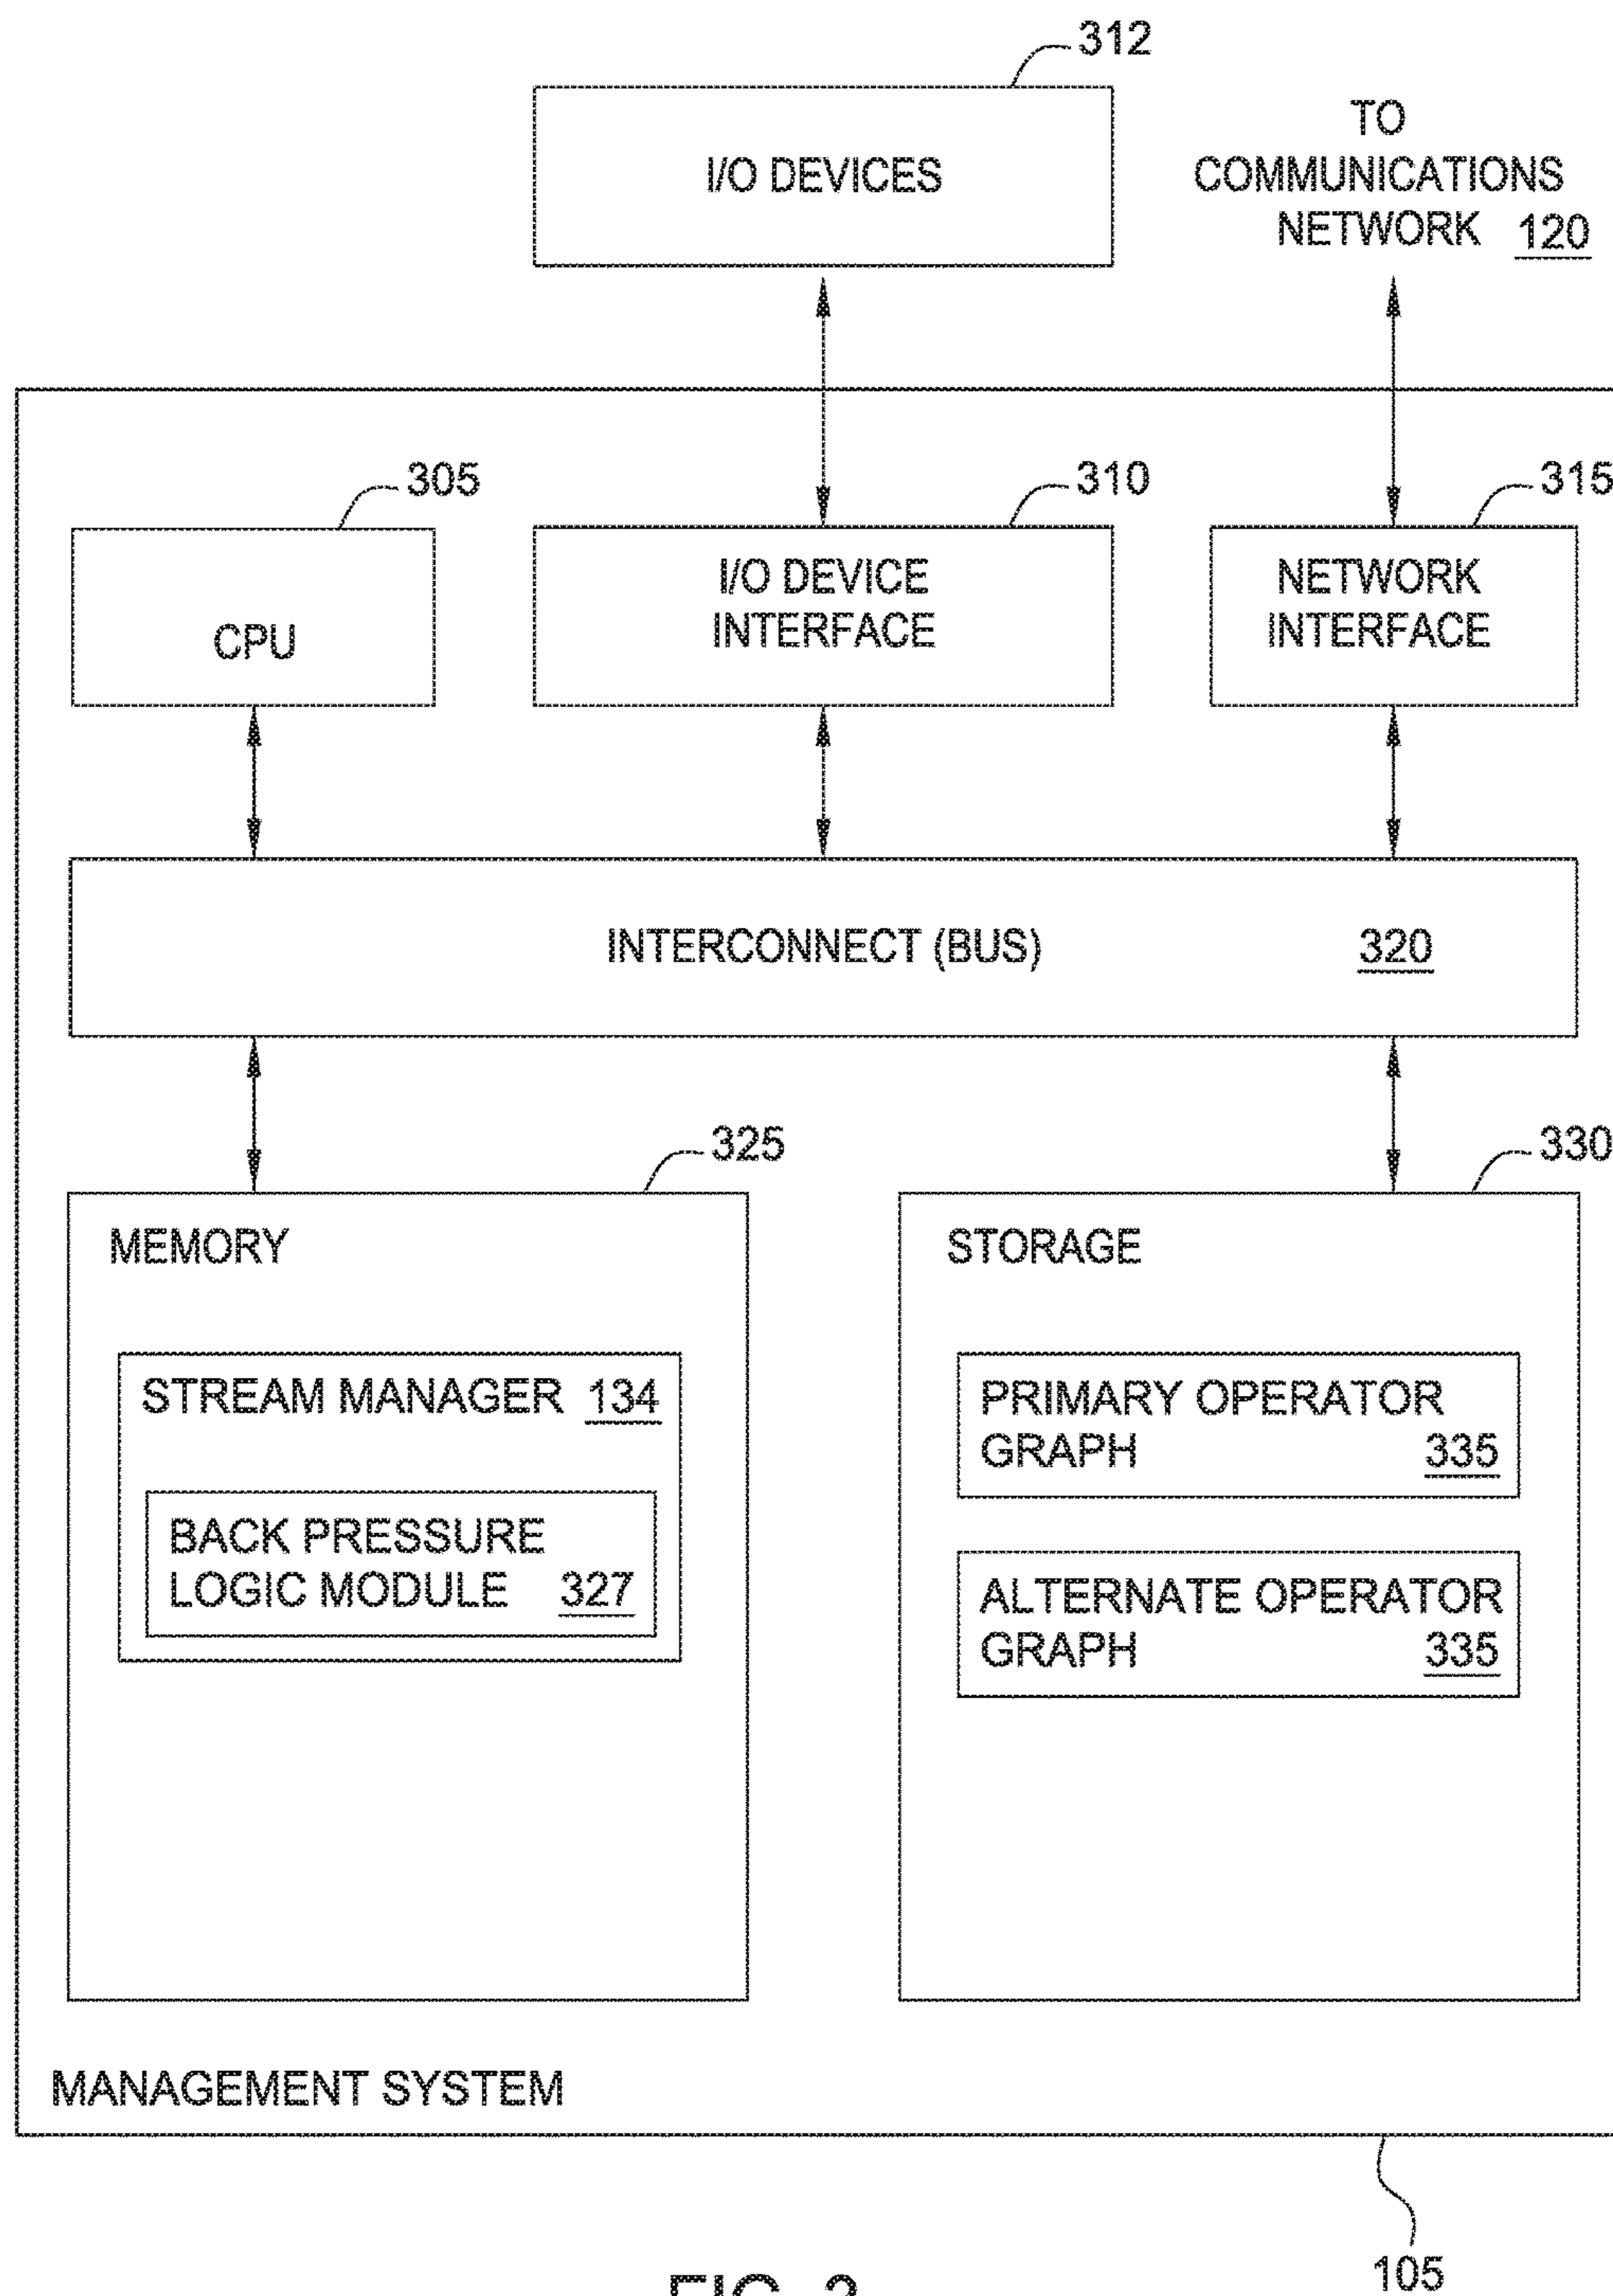 312
I/O DEVICES
TO
COMMUNICATIONS
NETWORK 120
305
310
315
CPU
I/O DEVICE
INTERFACE
NETWORK
INTERFACE
INTERCONNECT (BUS) 320
325
330
MEMORY
STREAM MANAGER 134
BACK PRESSURE
LOGIC MODULE 327
STORAGE
PRIMARY OPERATOR
GRAPH 335
ALTERNATE OPERATOR
GRAPH 335
MANAGEMENT SYSTEM
105